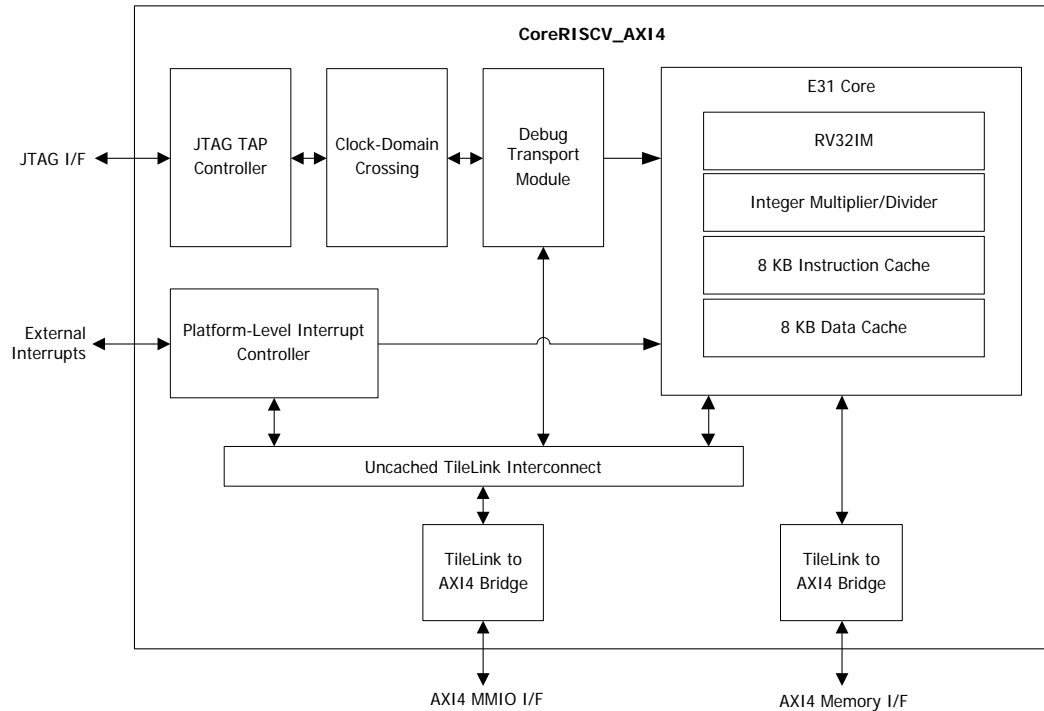 CoreRISCV_AXI4
E31 Core
JTAG TAP
Controller
Clock-Domain
Crossing
Debug
Transport
Module
RV32IM
JTAG I/F
Integer Multiplier/Divider
8 KB Instruction Cache
8 KB Data Cache
External
Interrupts
Platform-Level Interrupt
Controller
Uncached TileLink Interconnect
TileLink to
AXI4 Bridge
TileLink to
AXI4 Bridge
AXI4 MMIO I/F
AXI4 Memory I/F